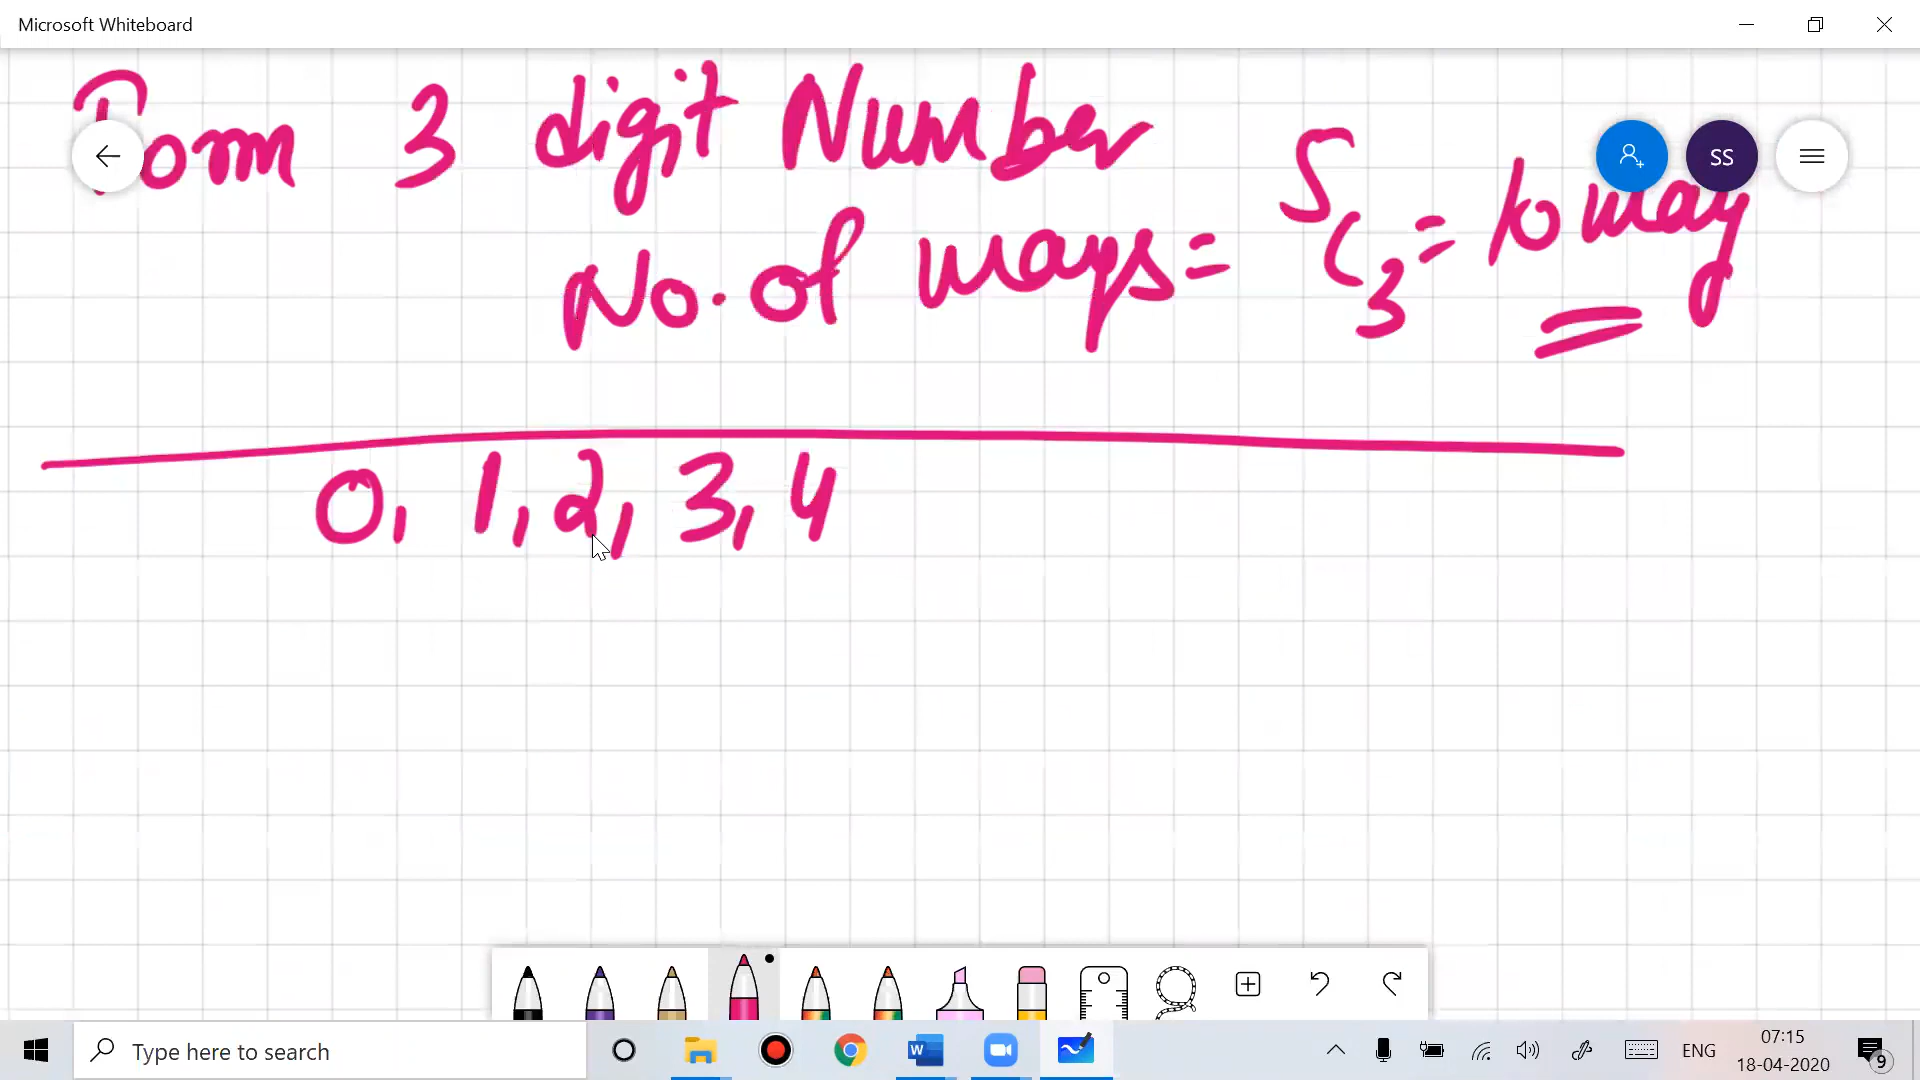 Microsoft Whiteboard
Form 3 digit Number
SS
No. of ways = 5C3 = 10 way
0, 1, 2, 3, 4
Type here to search
ENG
07:15
18-04-2020
9